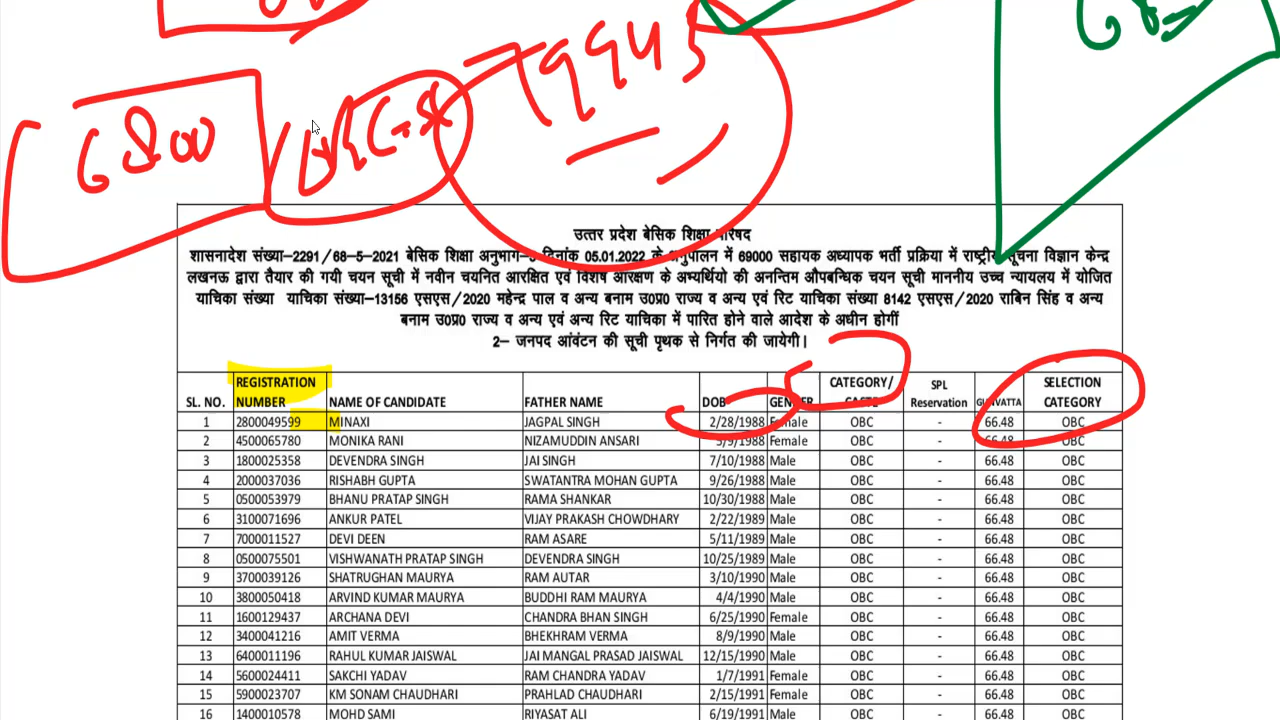 6800
उत्तर प्रदेश बेसिक शिक्षा परिषद
शासनादेश संख्या–2291/68-5-2021 बेसिक शिक्षा अनुभाग– दिनांक 05.01.2022 के अनुपालन में 69000 सहायक अध्यापक भर्ती प्रक्रिया में राष्ट्रीय सूचना विज्ञान केन्द्र
लखनऊ द्वारा तैयार की गयी चयन सूची में नवीन चयनित आरक्षित एवं विशेष आरक्षण के अभ्यर्थियो की अनन्तिम औपबन्धिक चयन सूची माननीय उच्च न्यायालय में योजित
याचिका संख्या याचिका संख्या–13156 एसएस/2020 महेन्द्र पाल व अन्य बनाम उ0प्र0 राज्य व अन्य एवं रिट याचिका संख्या 8142 एसएस/2020 राबिन सिंह व अन्य
बनाम उ0प्र0 राज्य व अन्य एवं अन्य रिट याचिका में पारित होने वाले आदेश के अधीन होगीं
2– जनपद आंवंटन की सूची पृथक से निर्गत की जायेगी।
SL. NO. REGISTRATION NUMBER NAME OF CANDIDATE FATHER NAME DOB GENDER CATEGORY/ CASTE SPL Reservation GUNVATTA SELECTION CATEGORY
1 2800049599 MINAXI JAGPAL SINGH 2/28/1988 Female OBC - 66.48 OBC
2 4500065780 MONIKA RANI NIZAMUDDIN ANSARI 5/9/1988 Female OBC - 66.48 OBC
3 1800025358 DEVENDRA SINGH JAI SINGH 7/10/1988 Male OBC - 66.48 OBC
4 2000037036 RISHABH GUPTA SWATANTRA MOHAN GUPTA 9/26/1988 Male OBC - 66.48 OBC
5 0500053979 BHANU PRATAP SINGH RAMA SHANKAR 10/30/1988 Male OBC - 66.48 OBC
6 3100071696 ANKUR PATEL VIJAY PRAKASH CHOWDHARY 2/22/1989 Male OBC - 66.48 OBC
7 7000011527 DEVI DEEN RAM ASARE 5/11/1989 Male OBC - 66.48 OBC
8 0500075501 VISHWANATH PRATAP SINGH DEVENDRA SINGH 10/25/1989 Male OBC - 66.48 OBC
9 3700039126 SHATRUGHAN MAURYA RAM AUTAR 3/10/1990 Male OBC - 66.48 OBC
10 3800050418 ARVIND KUMAR MAURYA BUDDHI RAM MAURYA 4/4/1990 Male OBC - 66.48 OBC
11 1600129437 ARCHANA DEVI CHANDRA BHAN SINGH 6/25/1990 Female OBC - 66.48 OBC
12 3400041216 AMIT VERMA BHEKHRAM VERMA 8/9/1990 Male OBC - 66.48 OBC
13 6400011196 RAHUL KUMAR JAISWAL JAI MANGAL PRASAD JAISWAL 12/15/1990 Male OBC - 66.48 OBC
14 5600024411 SAKCHI YADAV RAM CHANDRA YADAV 1/7/1991 Female OBC - 66.48 OBC
15 5900023707 KM SONAM CHAUDHARI PRAHLAD CHAUDHARI 2/15/1991 Female OBC - 66.48 OBC
16 1400010578 MOHD SAMI RIYASAT ALI 6/19/1991 Male OBC - 66.48 OBC